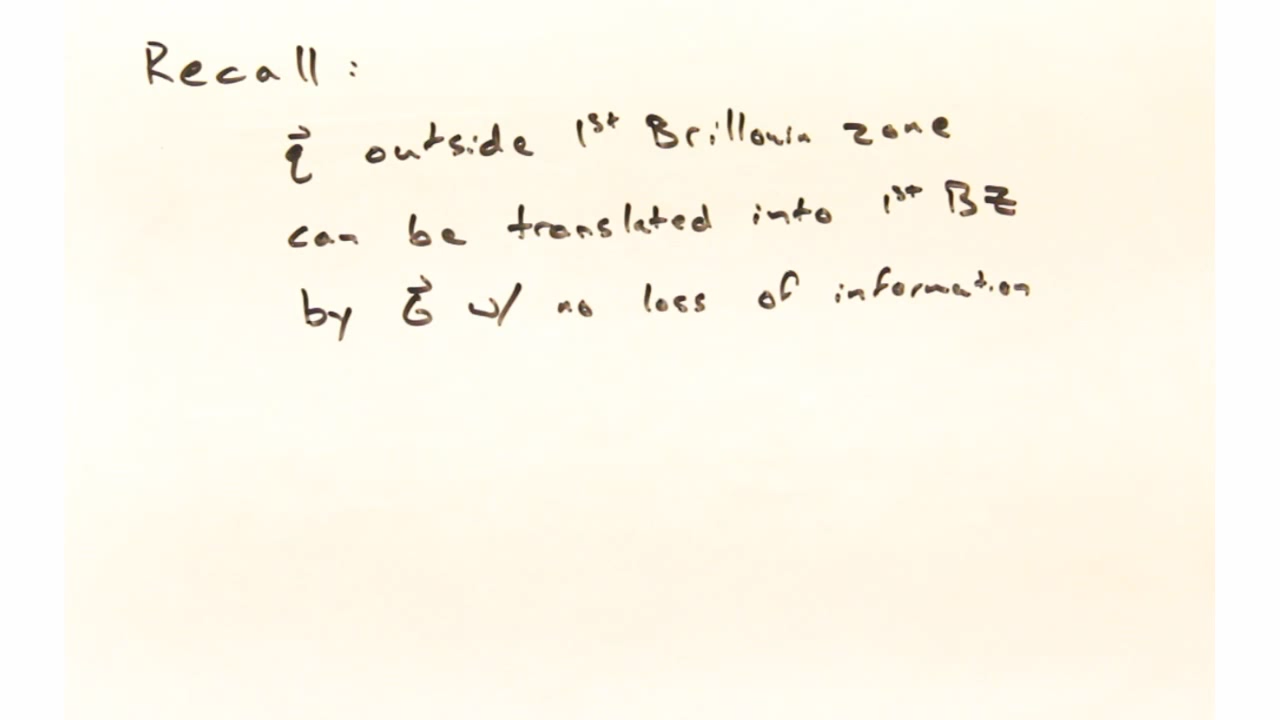 Recall:
q⃗ outside 1st Brillouin zone
can be translated into 1st BZ
by G⃗ w/ no loss of information